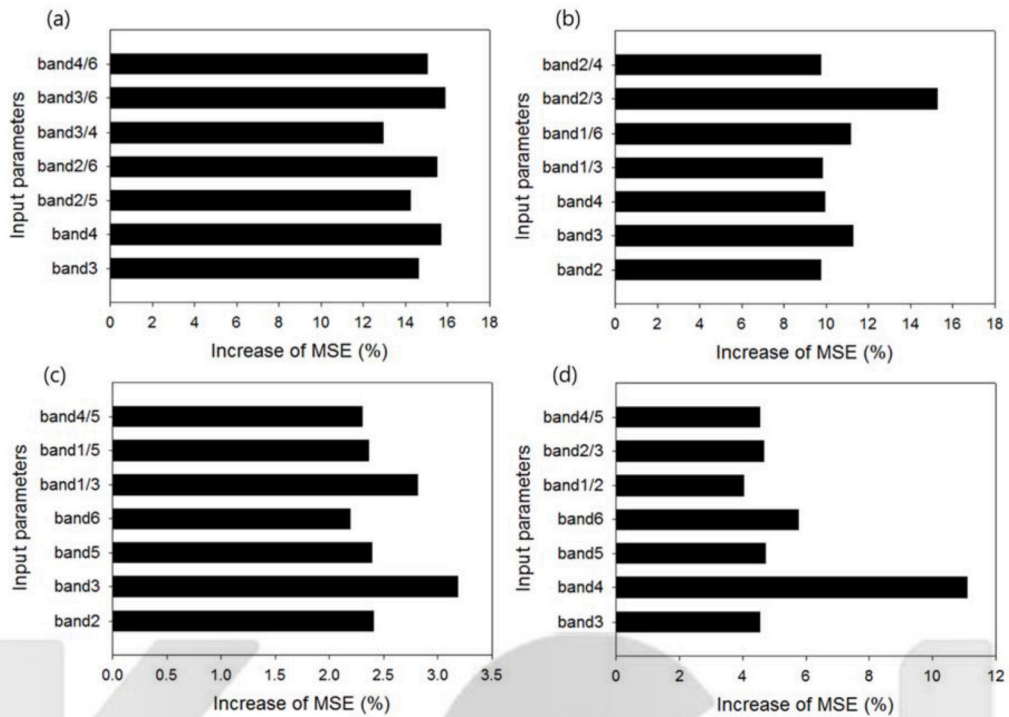 (a)
Input parameters
band4/6
band3/6
band3/4
band2/6
band2/5
band4
band3
0 2 4 6 8 10 12 14 16 18
Increase of MSE (%)
(b)
Input parameters
band2/4
band2/3
band1/6
band1/3
band4
band3
band2
0 2 4 6 8 10 12 14 16 18
Increase of MSE (%)
(c)
Input parameters
band4/5
band1/5
band1/3
band6
band5
band3
band2
0.0 0.5 1.0 1.5 2.0 2.5 3.0 3.5
Increase of MSE (%)
(d)
Input parameters
band4/5
band2/3
band1/2
band6
band5
band4
band3
0 2 4 6 8 10 12
Increase of MSE (%)